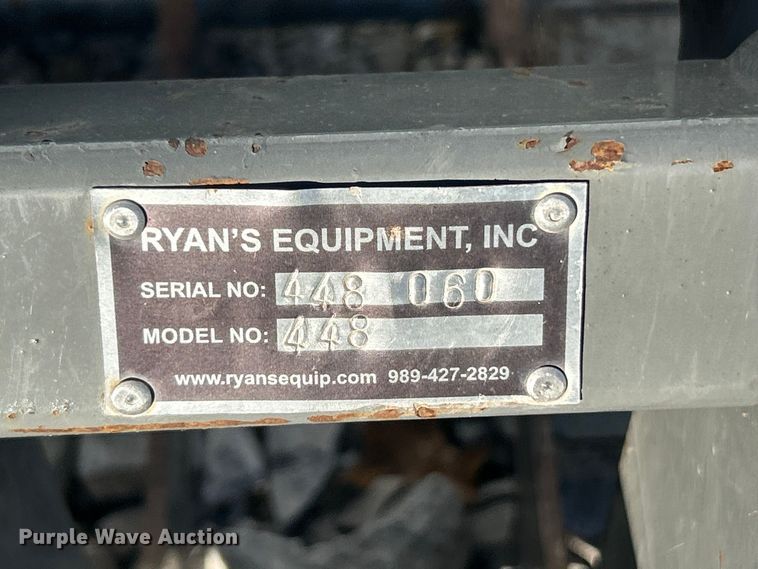 RYAN'S EQUIPMENT, INC
SERIAL NO: 448 060
MODEL NO: 448
www.ryansequip.com 989-427-2829
Purple Wave Auction